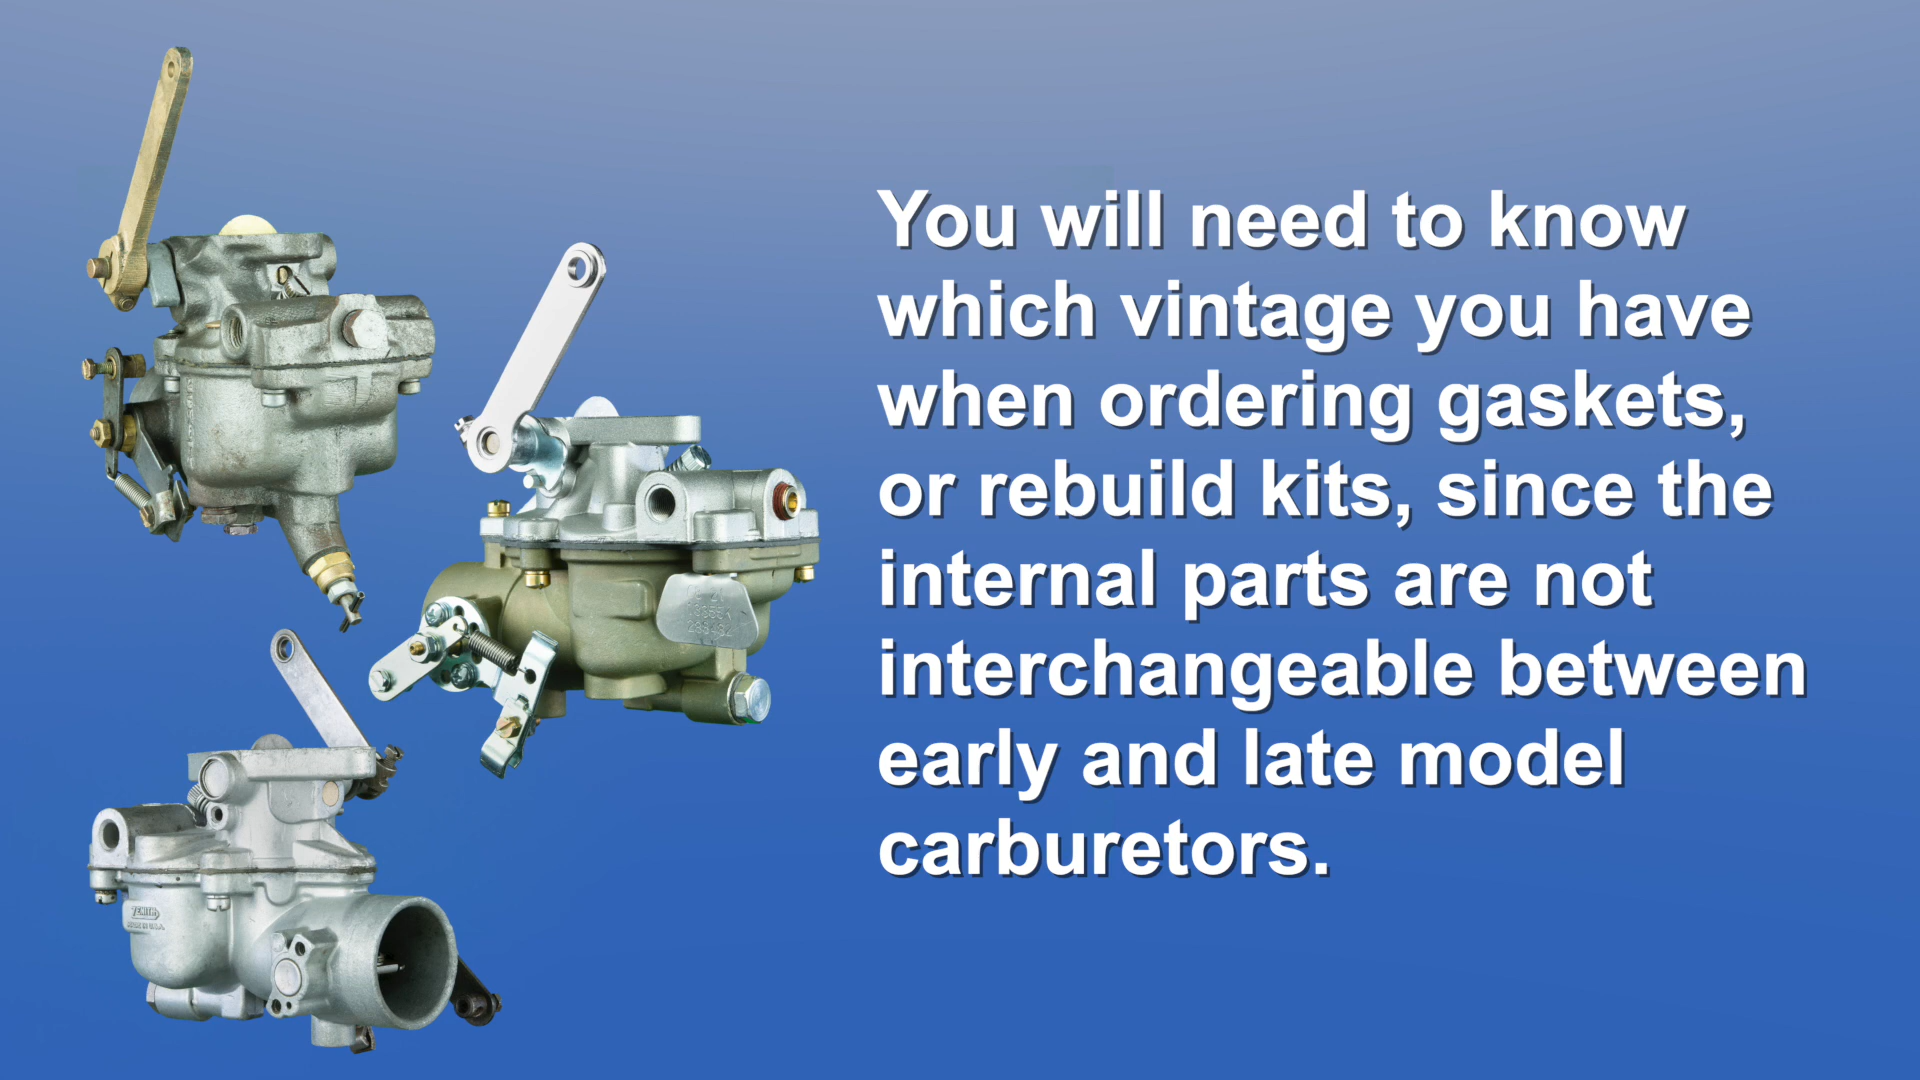 You will need to know
which vintage you have
when ordering gaskets,
or rebuild kits, since the
internal parts are not
interchangeable between
early and late model
carburetors.
ZENITH